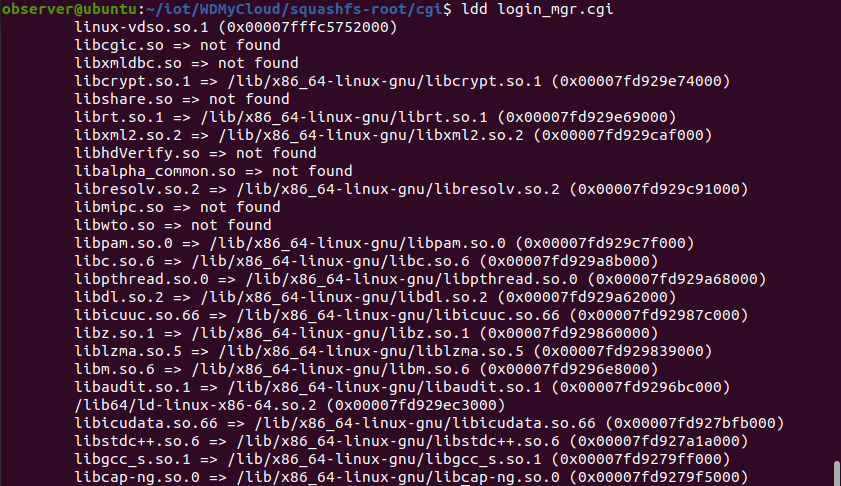 observer@ubuntu:~/iot/WDMyCloud/squashfs-root/cgi$ ldd login_mgr.cgi
linux-vdso.so.1 (0x00007fffc5752000)
libcgic.so => not found
libxmldbc.so => not found
libcrypt.so.1 => /lib/x86_64-linux-gnu/libcrypt.so.1 (0x00007fd929e74000)
libshare.so => not found
librt.so.1 => /lib/x86_64-linux-gnu/librt.so.1 (0x00007fd929e69000)
libxml2.so.2 => /lib/x86_64-linux-gnu/libxml2.so.2 (0x00007fd929caf000)
libhdVerify.so => not found
libalpha_common.so => not found
libresolv.so.2 => /lib/x86_64-linux-gnu/libresolv.so.2 (0x00007fd929c91000)
libmipc.so => not found
libwto.so => not found
libpam.so.0 => /lib/x86_64-linux-gnu/libpam.so.0 (0x00007fd929c7f000)
libc.so.6 => /lib/x86_64-linux-gnu/libc.so.6 (0x00007fd929a8b000)
libpthread.so.0 => /lib/x86_64-linux-gnu/libpthread.so.0 (0x00007fd929a68000)
libdl.so.2 => /lib/x86_64-linux-gnu/libdl.so.2 (0x00007fd929a62000)
libicuuc.so.66 => /lib/x86_64-linux-gnu/libicuuc.so.66 (0x00007fd92987c000)
libz.so.1 => /lib/x86_64-linux-gnu/libz.so.1 (0x00007fd929860000)
liblzma.so.5 => /lib/x86_64-linux-gnu/liblzma.so.5 (0x00007fd929839000)
libm.so.6 => /lib/x86_64-linux-gnu/libm.so.6 (0x00007fd9296e8000)
libaudit.so.1 => /lib/x86_64-linux-gnu/libaudit.so.1 (0x00007fd9296bc000)
/lib64/ld-linux-x86-64.so.2 (0x00007fd929ec3000)
libicudata.so.66 => /lib/x86_64-linux-gnu/libicudata.so.66 (0x00007fd927bfb000)
libstdc++.so.6 => /lib/x86_64-linux-gnu/libstdc++.so.6 (0x00007fd927a1a000)
libgcc_s.so.1 => /lib/x86_64-linux-gnu/libgcc_s.so.1 (0x00007fd9279ff000)
libcap-ng.so.0 => /lib/x86_64-linux-gnu/libcap-ng.so.0 (0x00007fd9279f5000)